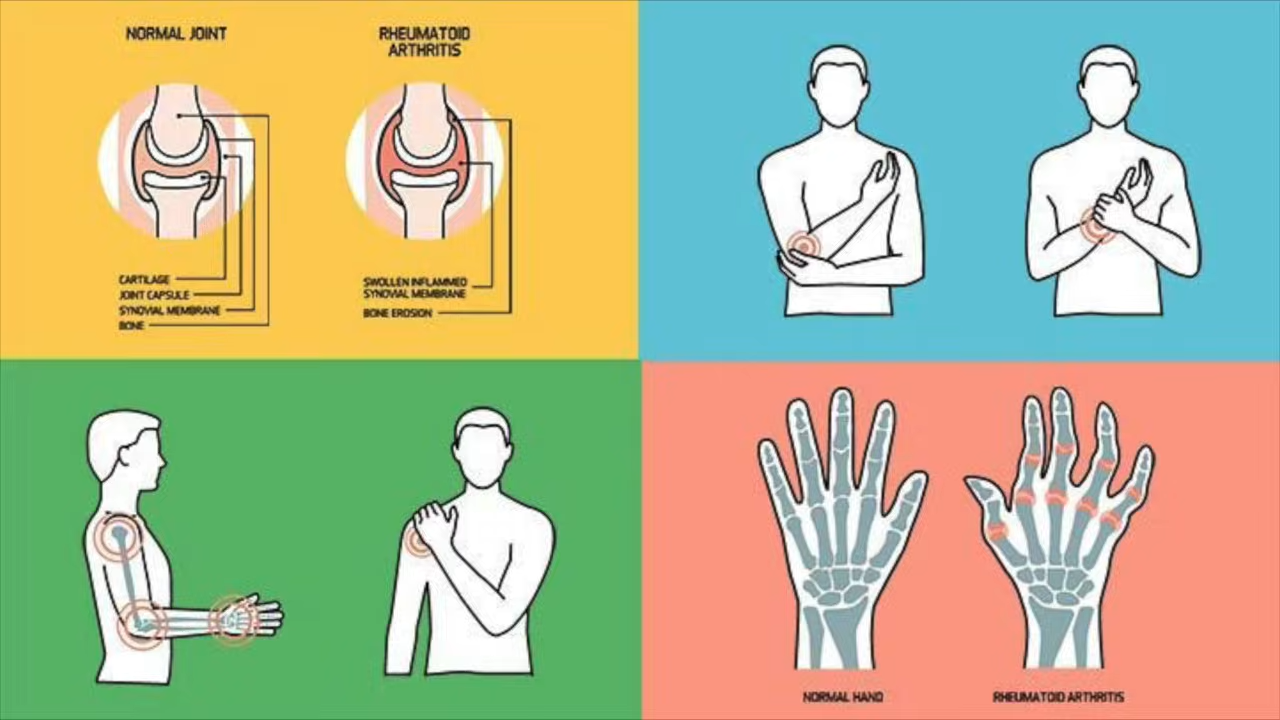 NORMAL JOINT
RHEUMATOID
ARTHRITIS
CARTILAGE
JOINT CAPSULE
SYNOVIAL MEMBRANE
BONE
SWOLLEN INFLAMMED
SYNOVIAL MEMBRANE
BONE EROSION
NORMAL HAND
RHEUMATOID ARTHRITIS